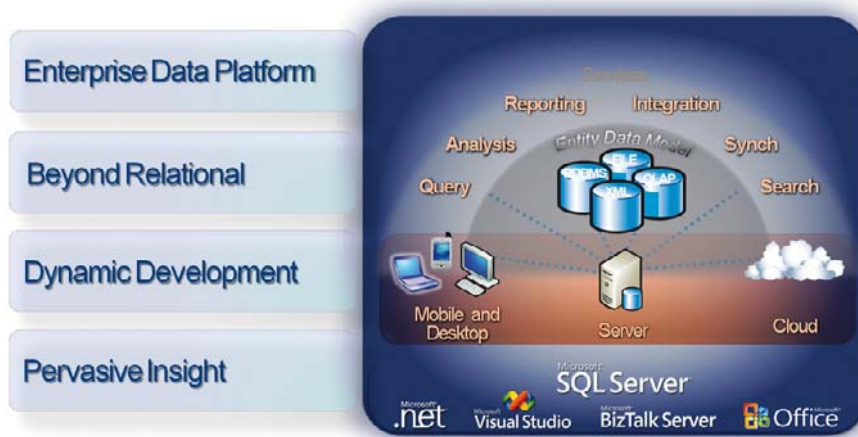 Enterprise Data Platform
Beyond Relational
Dynamic Development
Pervasive Insight
Services
Reporting
Integration
Analysis
Entity Data Model
Synch
Query
Search
FILE
RDBMS
OLAP
XML
Mobile and
Desktop
Server
Cloud
Microsoft
SQL Server
Microsoft
.net
Microsoft
Visual Studio
Microsoft
BizTalk Server
Microsoft
Office